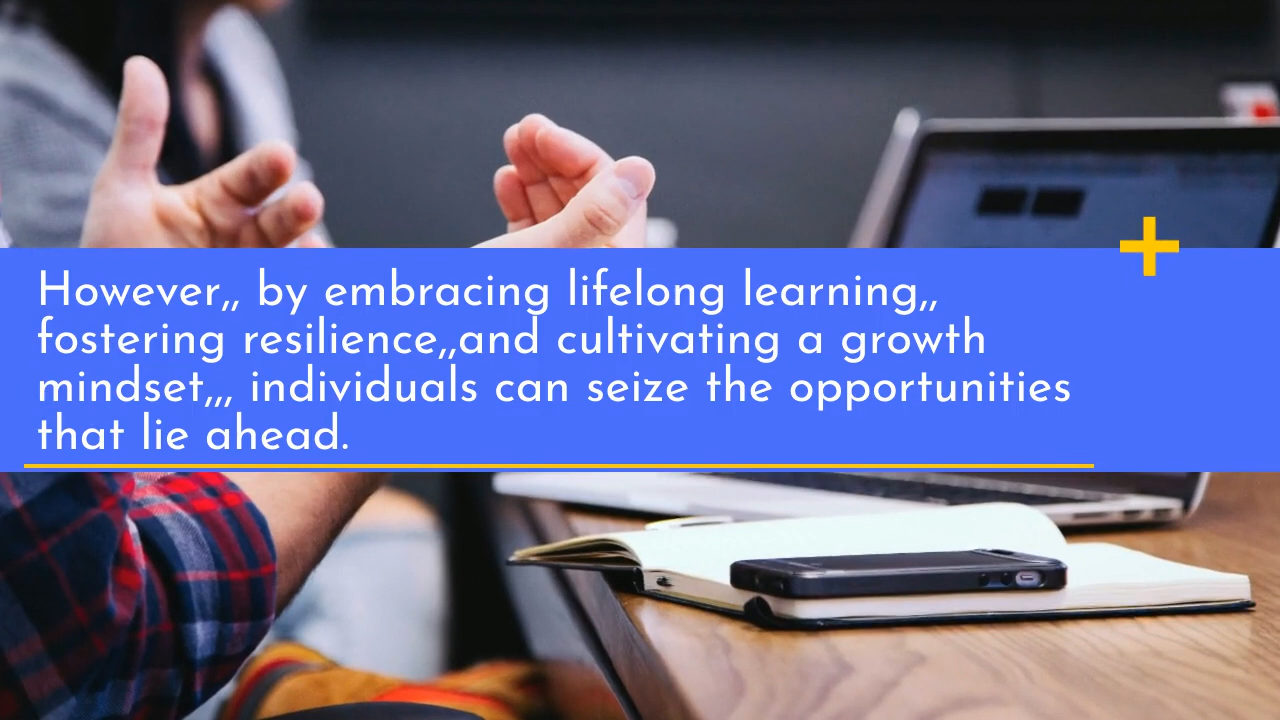 However,, by embracing lifelong learning,,
fostering resilience,,and cultivating a growth
mindset,,, individuals can seize the opportunities
that lie ahead.